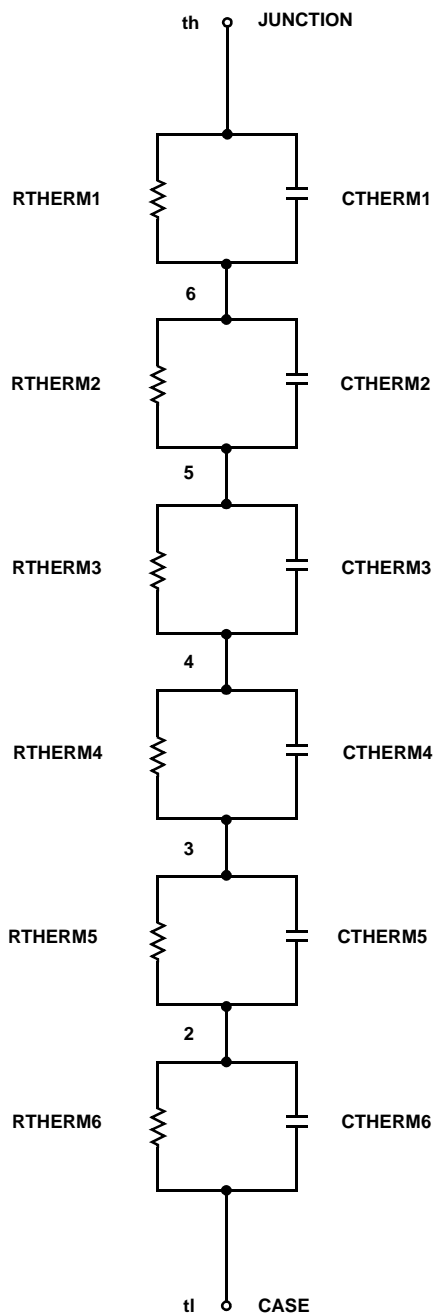 th JUNCTION
RTHERM1 CTHERM1
6
RTHERM2 CTHERM2
5
RTHERM3 CTHERM3
4
RTHERM4 CTHERM4
3
RTHERM5 CTHERM5
2
RTHERM6 CTHERM6
tl CASE